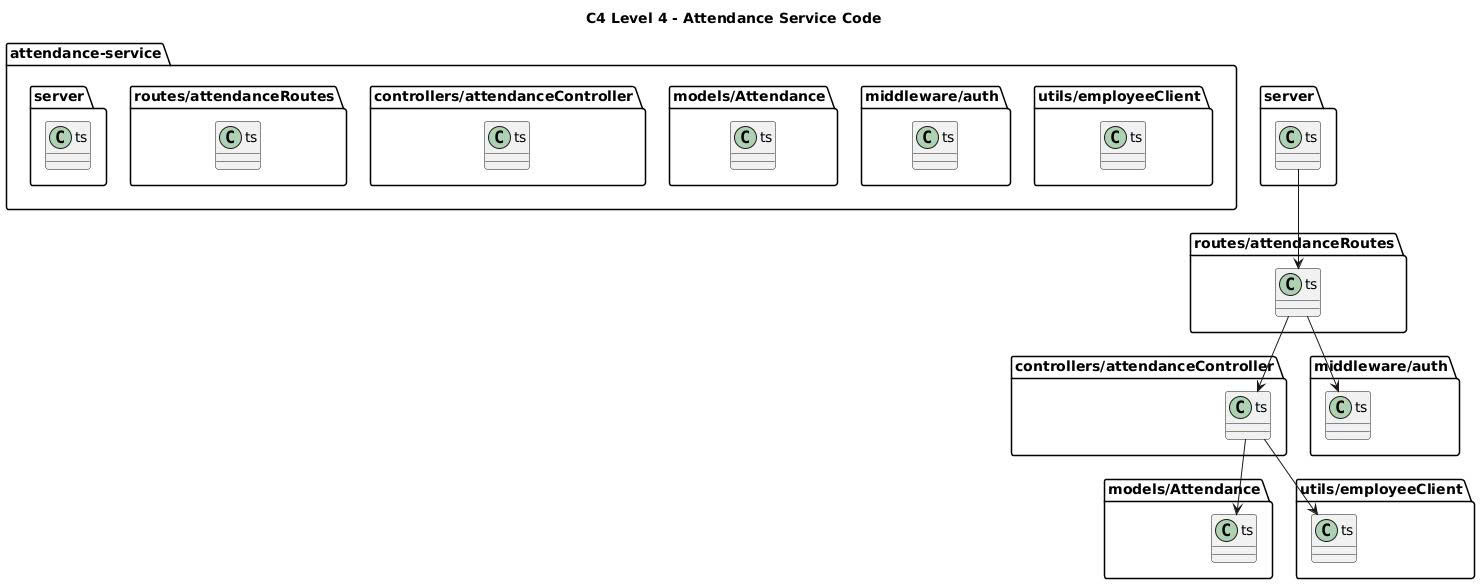 C4 Level 4 - Attendance Service Code
attendance-service
server
routes/attendanceRoutes
controllers/attendanceController
models/Attendance
middleware/auth
utils/employeeClient
server
C ts
C ts
C ts
C ts
C ts
C ts
C ts
routes/attendanceRoutes
C ts
controllers/attendanceController
middleware/auth
C ts
C ts
models/Attendance
utils/employeeClient
C ts
C ts